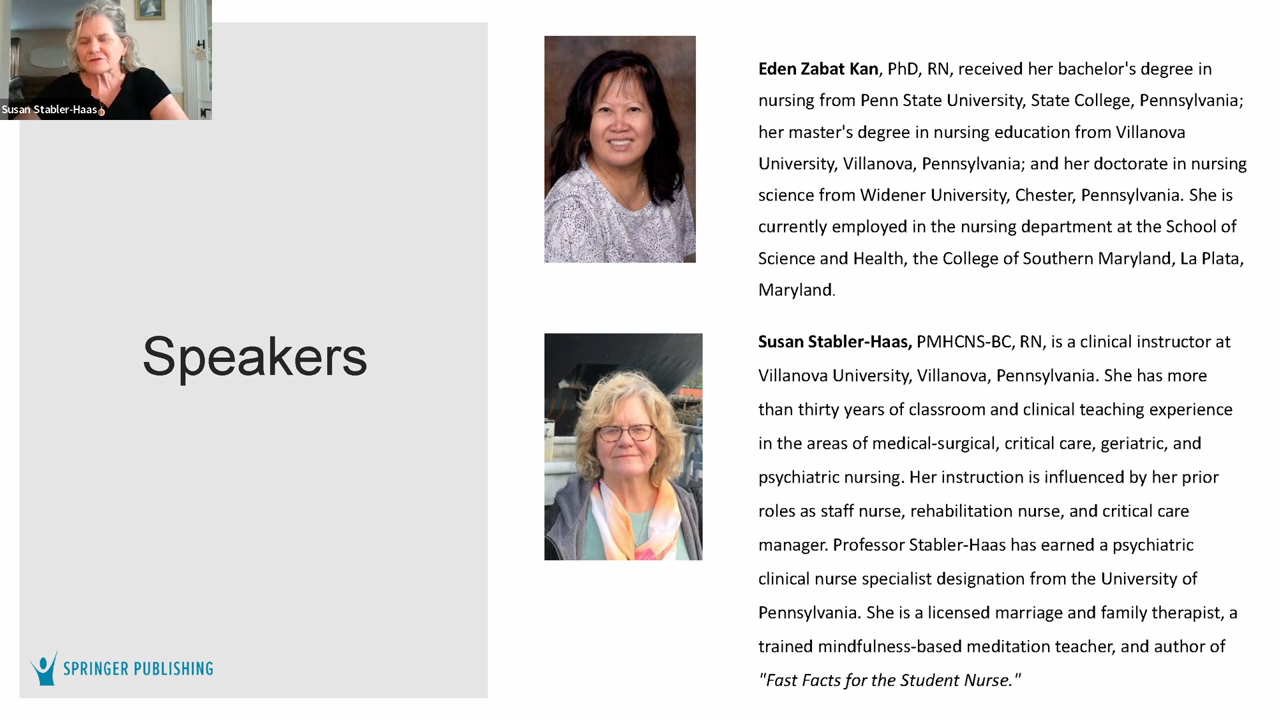 Susan Stabler-Haas
Speakers
SPRINGER PUBLISHING
Eden Zabat Kan, PhD, RN, received her bachelor's degree in
nursing from Penn State University, State College, Pennsylvania;
her master's degree in nursing education from Villanova
University, Villanova, Pennsylvania; and her doctorate in nursing
science from Widener University, Chester, Pennsylvania. She is
currently employed in the nursing department at the School of
Science and Health, the College of Southern Maryland, La Plata,
Maryland.
Susan Stabler-Haas, PMHCNS-BC, RN, is a clinical instructor at
Villanova University, Villanova, Pennsylvania. She has more
than thirty years of classroom and clinical teaching experience
in the areas of medical-surgical, critical care, geriatric, and
psychiatric nursing. Her instruction is influenced by her prior
roles as staff nurse, rehabilitation nurse, and critical care
manager. Professor Stabler-Haas has earned a psychiatric
clinical nurse specialist designation from the University of
Pennsylvania. She is a licensed marriage and family therapist, a
trained mindfulness-based meditation teacher, and author of
"Fast Facts for the Student Nurse."